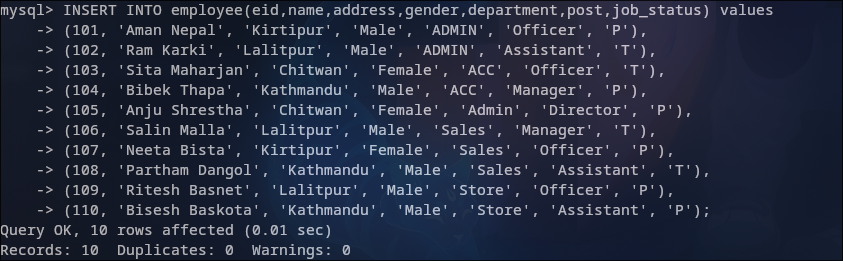 mysql> INSERT INTO employee(eid,name,address,gender,department,post,job_status) values
    -> (101, 'Aman Nepal', 'Kirtipur', 'Male', 'ADMIN', 'Officer', 'P'),
    -> (102, 'Ram Karki', 'Lalitpur', 'Male', 'ADMIN', 'Assistant', 'T'),
    -> (103, 'Sita Maharjan', 'Chitwan', 'Female', 'ACC', 'Officer', 'T'),
    -> (104, 'Bibek Thapa', 'Kathmandu', 'Male', 'ACC', 'Manager', 'P'),
    -> (105, 'Anju Shrestha', 'Chitwan', 'Female', 'Admin', 'Director', 'P'),
    -> (106, 'Salin Malla', 'Lalitpur', 'Male', 'Sales', 'Manager', 'T'),
    -> (107, 'Neeta Bista', 'Kirtipur', 'Female', 'Sales', 'Officer', 'P'),
    -> (108, 'Partham Dangol', 'Kathmandu', 'Male', 'Sales', 'Assistant', 'T'),
    -> (109, 'Ritesh Basnet', 'Lalitpur', 'Male', 'Store', 'Officer', 'P'),
    -> (110, 'Bisesh Baskota', 'Kathmandu', 'Male', 'Store', 'Assistant', 'P');
Query OK, 10 rows affected (0.01 sec)
Records: 10  Duplicates: 0  Warnings: 0